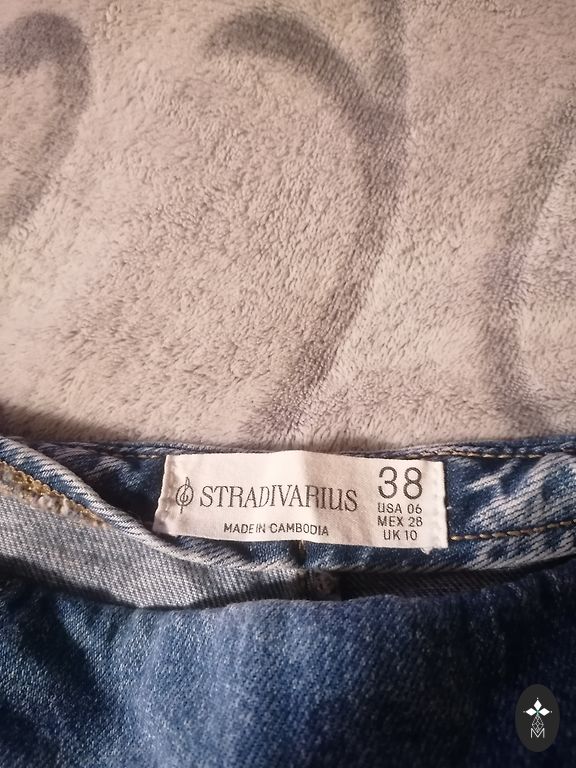 STRADIVARIUS
MADE IN CAMBODIA
38
USA 06
MEX 28
UK 10
M